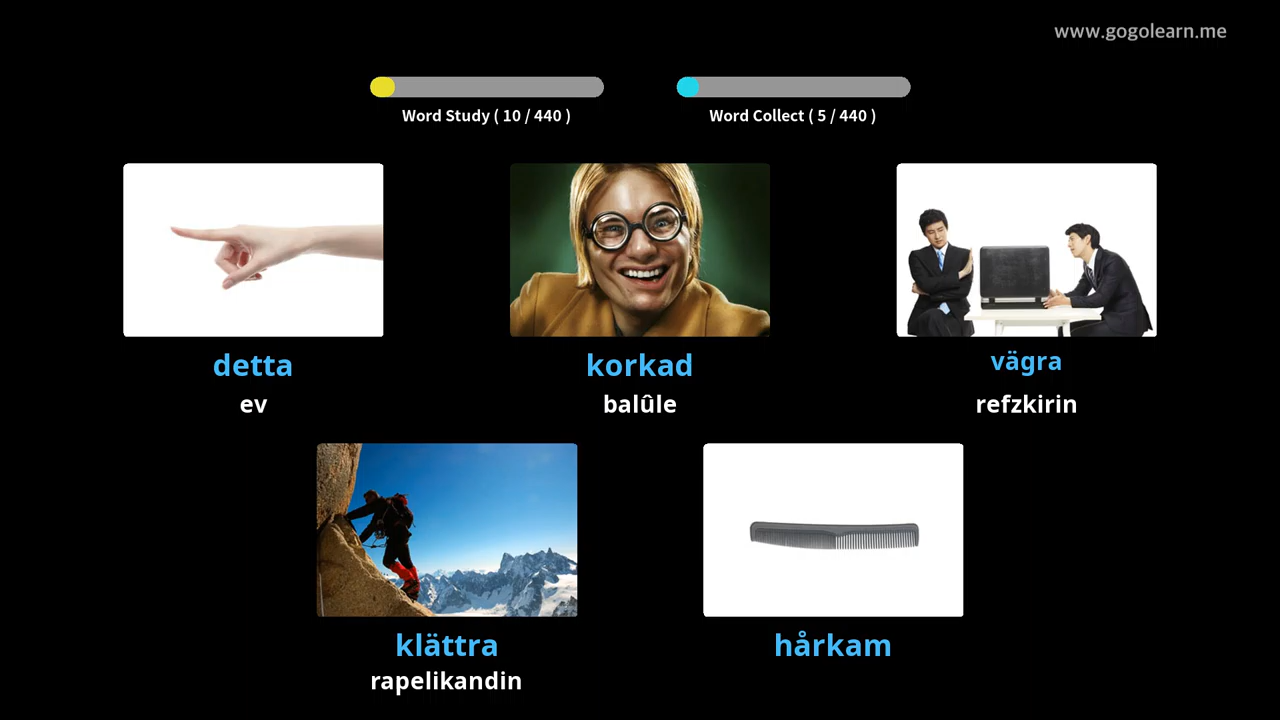 www.gogolearn.me
Word Study ( 10 / 440 )
Word Collect ( 5 / 440 )
detta
korkad
vägra
ev
balûle
refzkirin
klättra
hårkam
rapelikandin